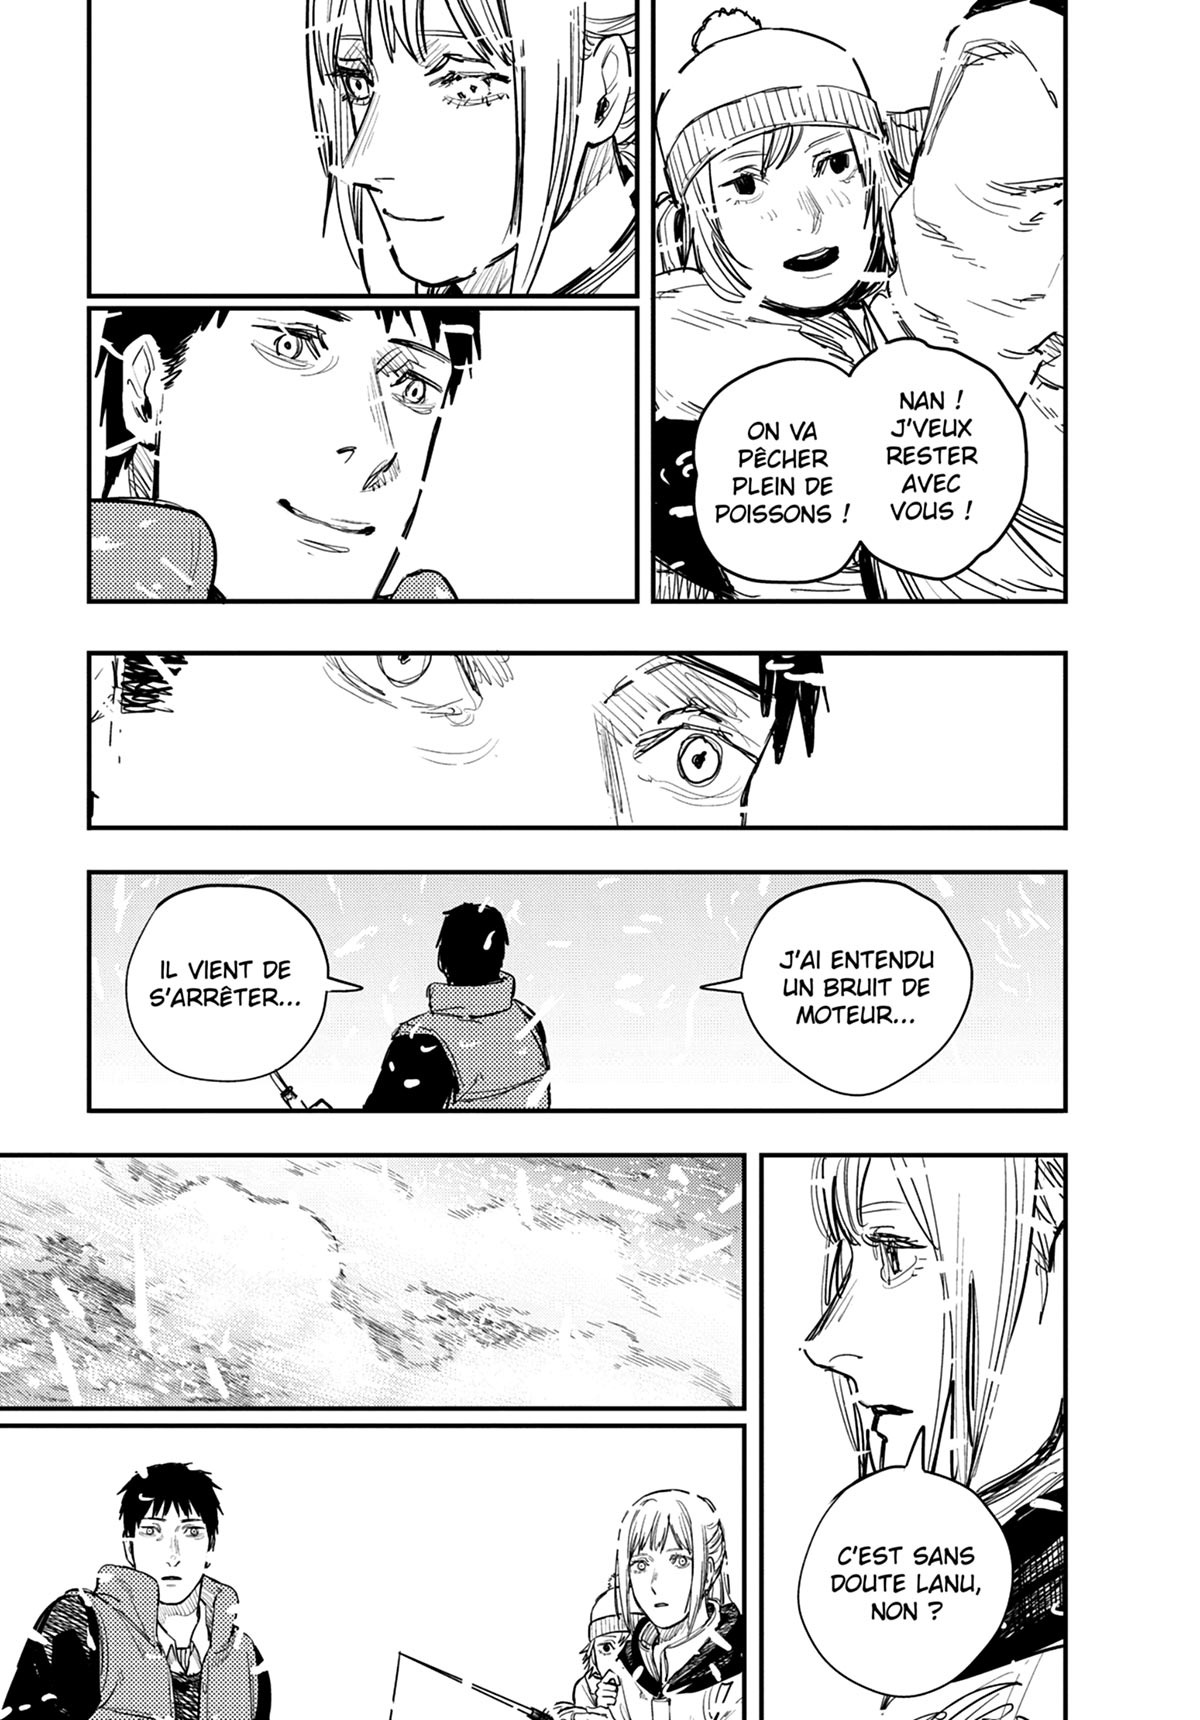 NAN !
J'VEUX
RESTER
AVEC
VOUS !
ON VA
PÊCHER
PLEIN DE
POISSONS !
J'AI ENTENDU
UN BRUIT DE
MOTEUR...
IL VIENT DE
S'ARRÊTER...
C'EST SANS
DOUTE LANU,
NON ?